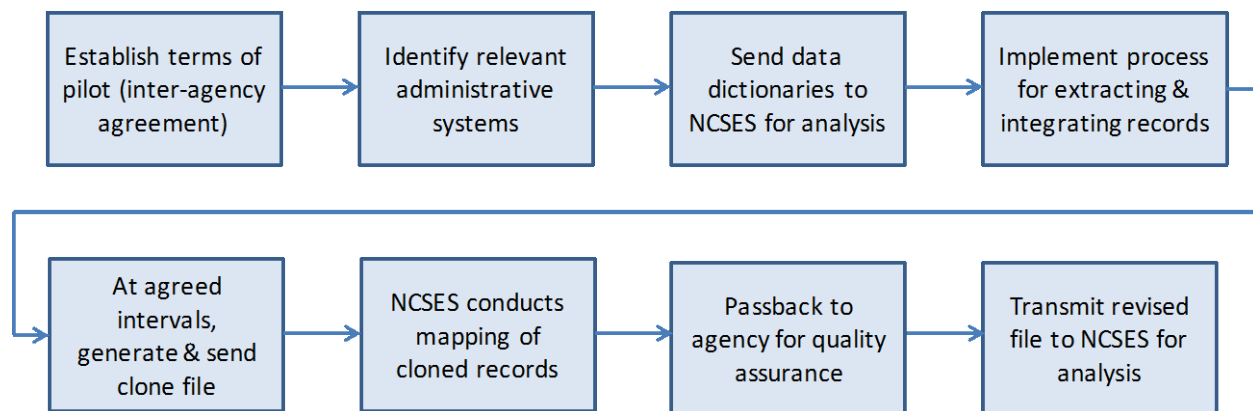 Establish terms of
pilot (inter-agency
agreement)
Identify relevant
administrative
systems
Send data
dictionaries to
NCSES for analysis
Implement process
for extracting &
integrating records
At agreed
intervals,
generate & send
clone file
NCSES conducts
mapping of
cloned records
Passback to
agency for quality
assurance
Transmit revised
file to NCSES for
analysis